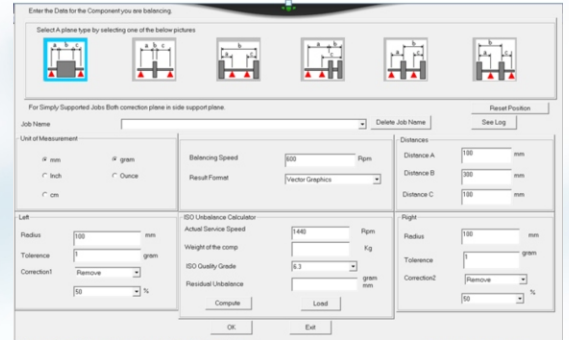 Enter the Data for the Component you are balancing.
Select A plane type by selecting one of the below pictures
a b c
a b c
b
a c
a b
c
b
a c
b
a c
For Simply Supported Jobs Both correction plane in side support plane.
Reset Position
Job Name
Delete Job Name
See Log
Unit of Measurement
mm
gram
Inch
Ounce
cm
Balancing Speed
600
Rpm
Result Format
Vector Graphics
Distances
Distance A
100
mm
Distance B
300
mm
Distance C
100
mm
Left
Radius
100
mm
Tolerence
1
gram
Correction1
Remove
50
%
ISO Unbalance Calculator
Actual Service Speed
1440
Rpm
Weight of the comp
Kg
ISO Quality Grade
6.3
Residual Unbalance
gram
mm
Compute
Load
Right
Radius
100
mm
Tolerence
1
gram
Correction2
Remove
50
%
OK
Exit